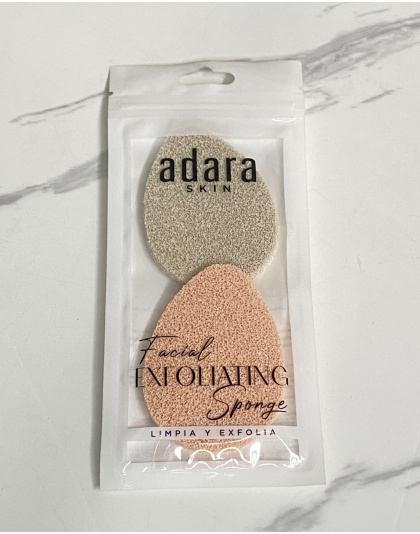 adara
SKIN
Facial
EXFOLIATING
Sponge
LIMPIA Y EXFOLIA